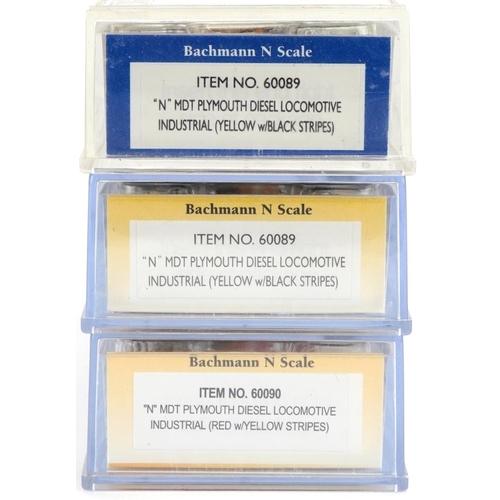 Bachmann N Scale
ITEM NO. 60089
"N" MDT PLYMOUTH DIESEL LOCOMOTIVE
INDUSTRIAL (YELLOW w/BLACK STRIPES)
Bachmann N Scale
ITEM NO. 60089
"N" MDT PLYMOUTH DIESEL LOCOMOTIVE
INDUSTRIAL (YELLOW w/BLACK STRIPES)
Bachmann N Scale
ITEM NO. 60090
"N" MDT PLYMOUTH DIESEL LOCOMOTIVE
INDUSTRIAL (RED w/YELLOW STRIPES)